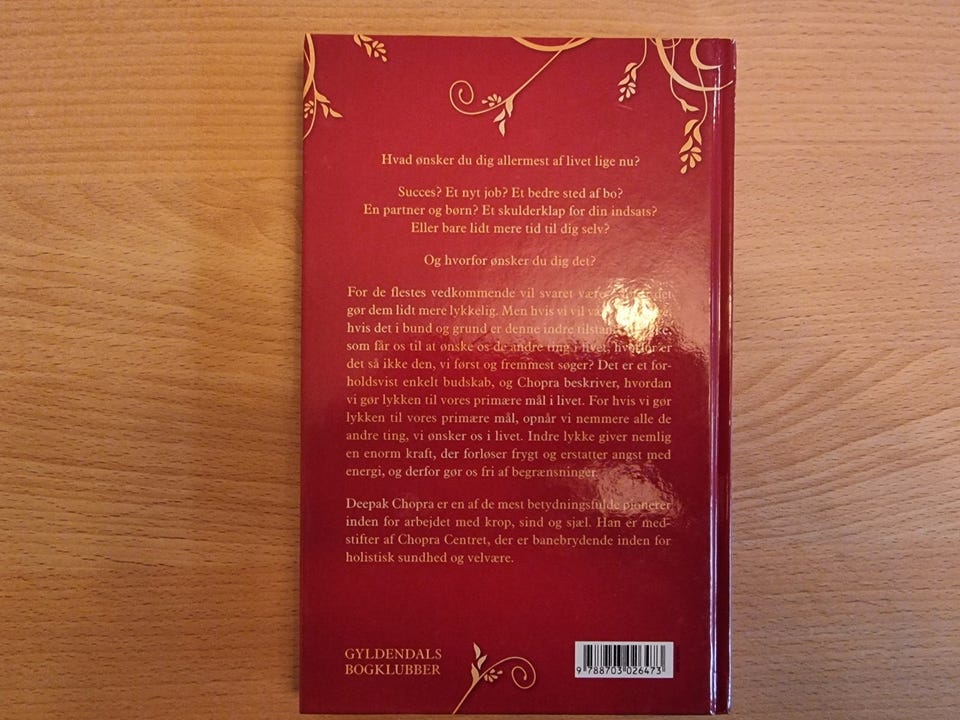 Hvad ønsker du dig allermest af livet lige nu?
Succes? Et nyt job? Et bedre sted af bo?
En partner og børn? Et skulderklap for din indsats?
Eller bare lidt mere tid til dig selv?
Og hvorfor ønsker du dig det?
For de flestes vedkommende vil svaret være det
gør dem lidt mere lykkelig. Men hvis vi vil
hvis det i bund og grund er denne indre
som får os til at ønske os de andre ting i livet, hvorfor er
det så ikke den, vi først og fremmest søger? Det er et for-
holdsvist enkelt budskab, og Chopra beskriver, hvordan
vi gør lykken til vores primære mål i livet. For hvis vi gør
lykken til vores primære mål, opnår vi nemmere alle de
andre ting, vi ønsker os i livet. Indre lykke giver nemlig
en enorm kraft, der forløser frygt og erstatter angst med
energi, og derfor gør os fri af begrænsninger.
Deepak Chopra er en af de mest betydningsfulde pionerer
inden for arbejdet med krop, sind og sjæl. Han er med-
stifter af Chopra Centret, der er banebrydende inden for
holistisk sundhed og velvære.
GYLDENDALS
BOGKLUBBER
9 788703 026473